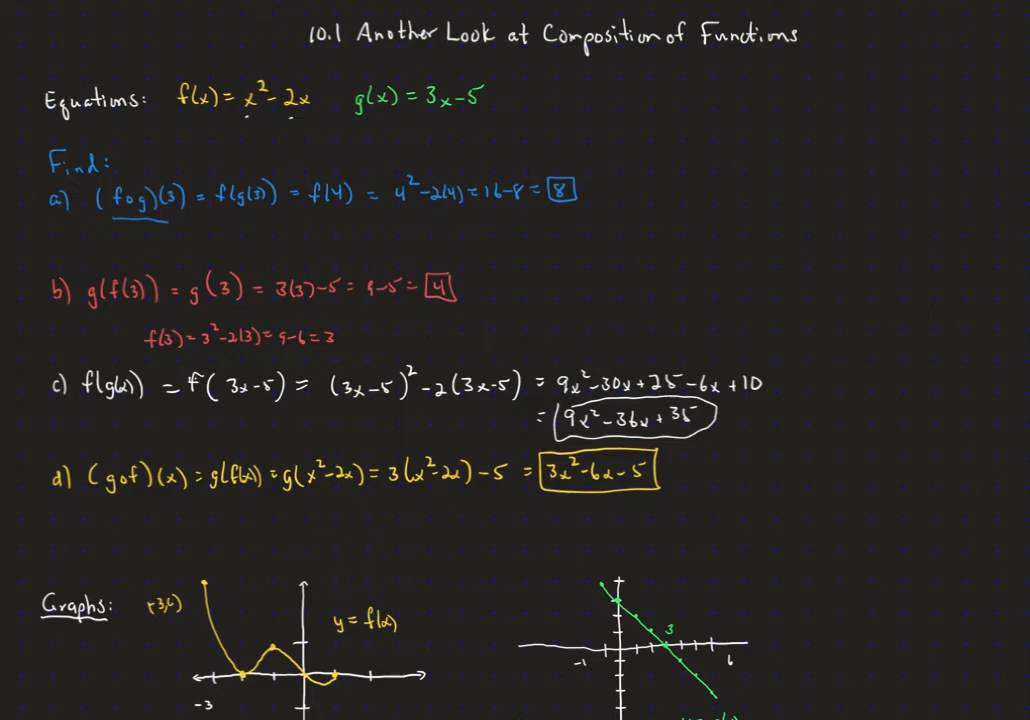 10.1 Another Look at Composition of Functions
Equations: f(x) = x² - 2x g(x) = 3x - 5
Find:
a) (f∘g)(3) = f(g(3)) = f(4) = 4² - 2(4) = 16 - 8 = 8
b) g(f(3)) = g(3) = 3(3) - 5 = 9 - 5 = 4
f(3) = 3² - 2(3) = 9 - 6 = 3
c) f(g(x)) = f(3x - 5) = (3x - 5)² - 2(3x - 5) = 9x² - 30x + 25 - 6x + 10
= 9x² - 36x + 35
d) (g∘f)(x) = g(f(x)) = g(x² - 2x) = 3(x² - 2x) - 5 = 3x² - 6x - 5
Graphs: (-3,6) y = f(x) 3
-1 6
-3